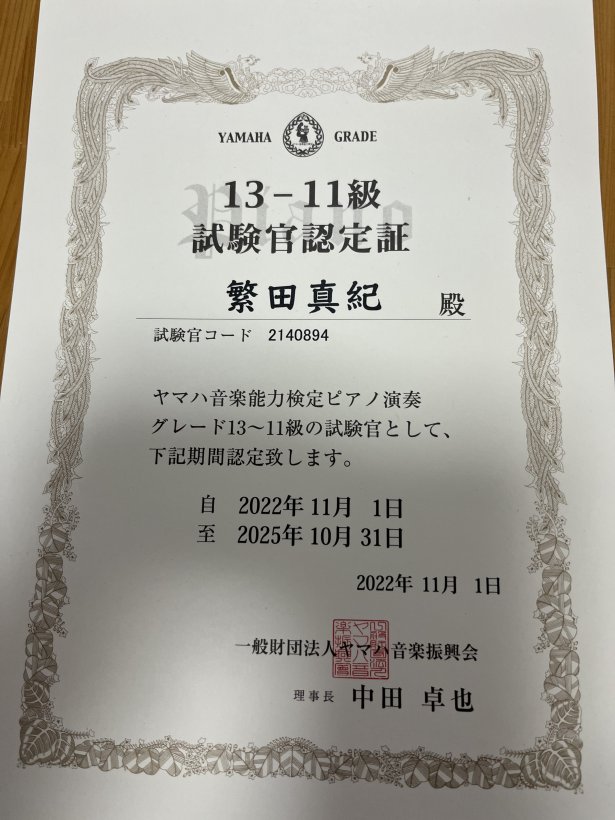 YAMAHA GRADE
Piano
13－11級
試験官認定証
繁田真紀 殿
試験官コード 2140894
ヤマハ音楽能力検定ピアノ演奏
グレード13～11級の試験官として、
下記期間認定致します。
自 2022年 11月 1日
至 2025年 10月 31日
2022年 11月 1日
一般財団法人ヤマハ音楽振興会
理事長 中田 卓也